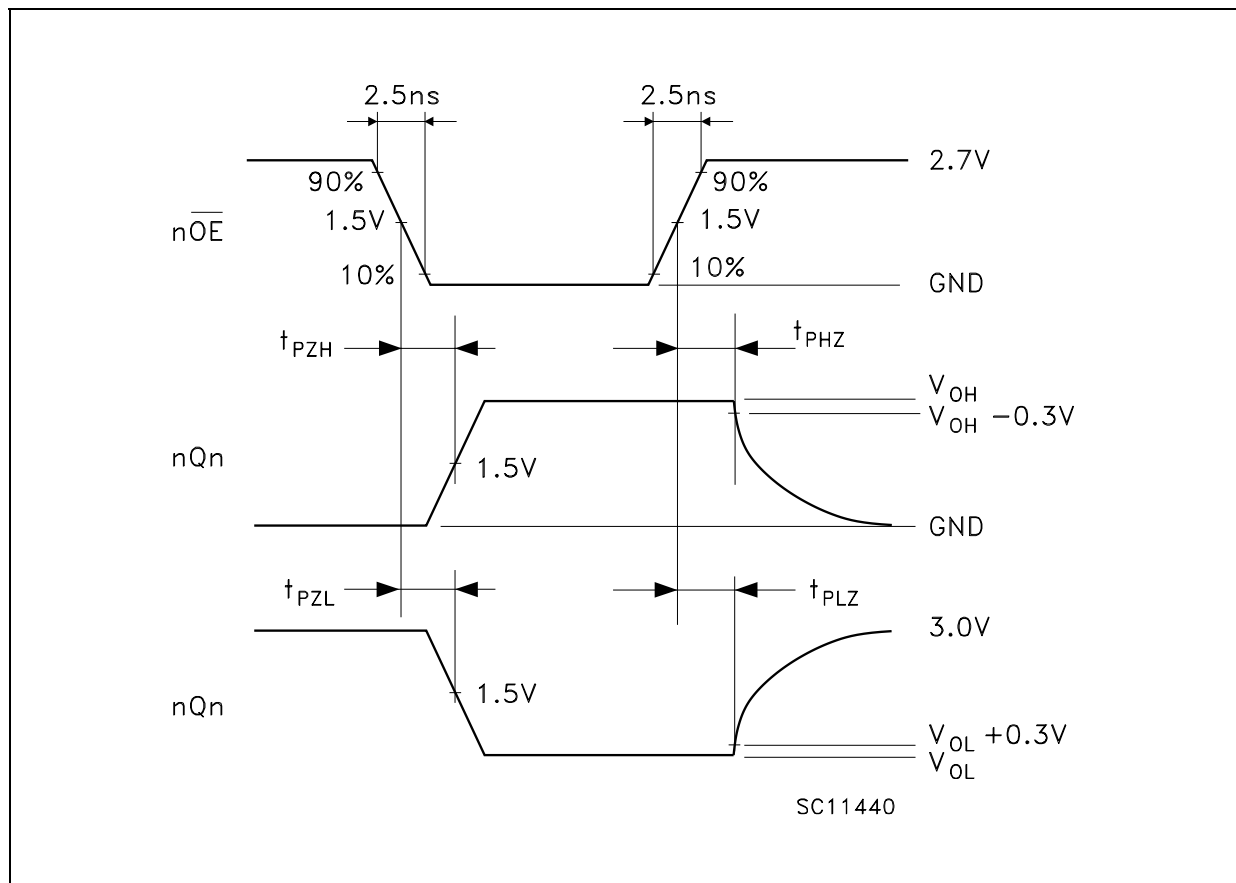 2.5ns 2.5ns
2.7V
90% 90%
nO̅E̅ 1.5V 1.5V
10% 10%
GND
tPZH tPHZ
VOH
VOH −0.3V
nQn 1.5V
GND
tPZL tPLZ
3.0V
nQn 1.5V
VOL +0.3V
VOL
SC11440